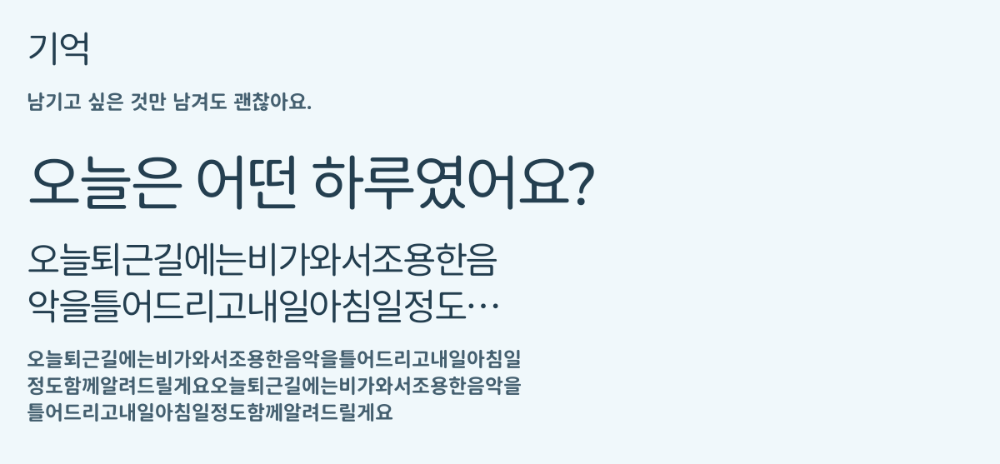 기억
남기고 싶은 것만 남겨도 괜찮아요.
오늘은 어떤 하루였어요?
오늘퇴근길에는비가와서조용한음
악을틀어드리고내일아침일정도…
오늘퇴근길에는비가와서조용한음악을틀어드리고내일아침일
정도함께알려드릴게요오늘퇴근길에는비가와서조용한음악을
틀어드리고내일아침일정도함께알려드릴게요